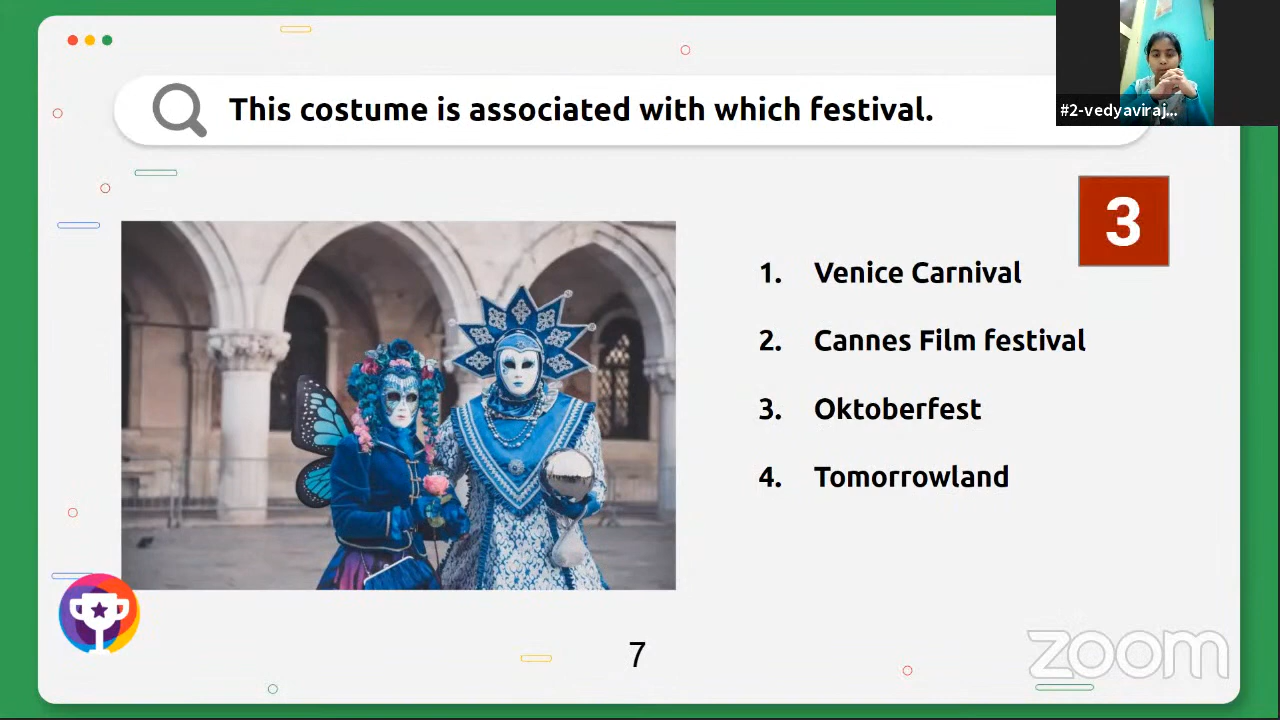 This costume is associated with which festival.
#2-vedyaviraj...
3
1. Venice Carnival
2. Cannes Film festival
3. Oktoberfest
4. Tomorrowland
7
zoom